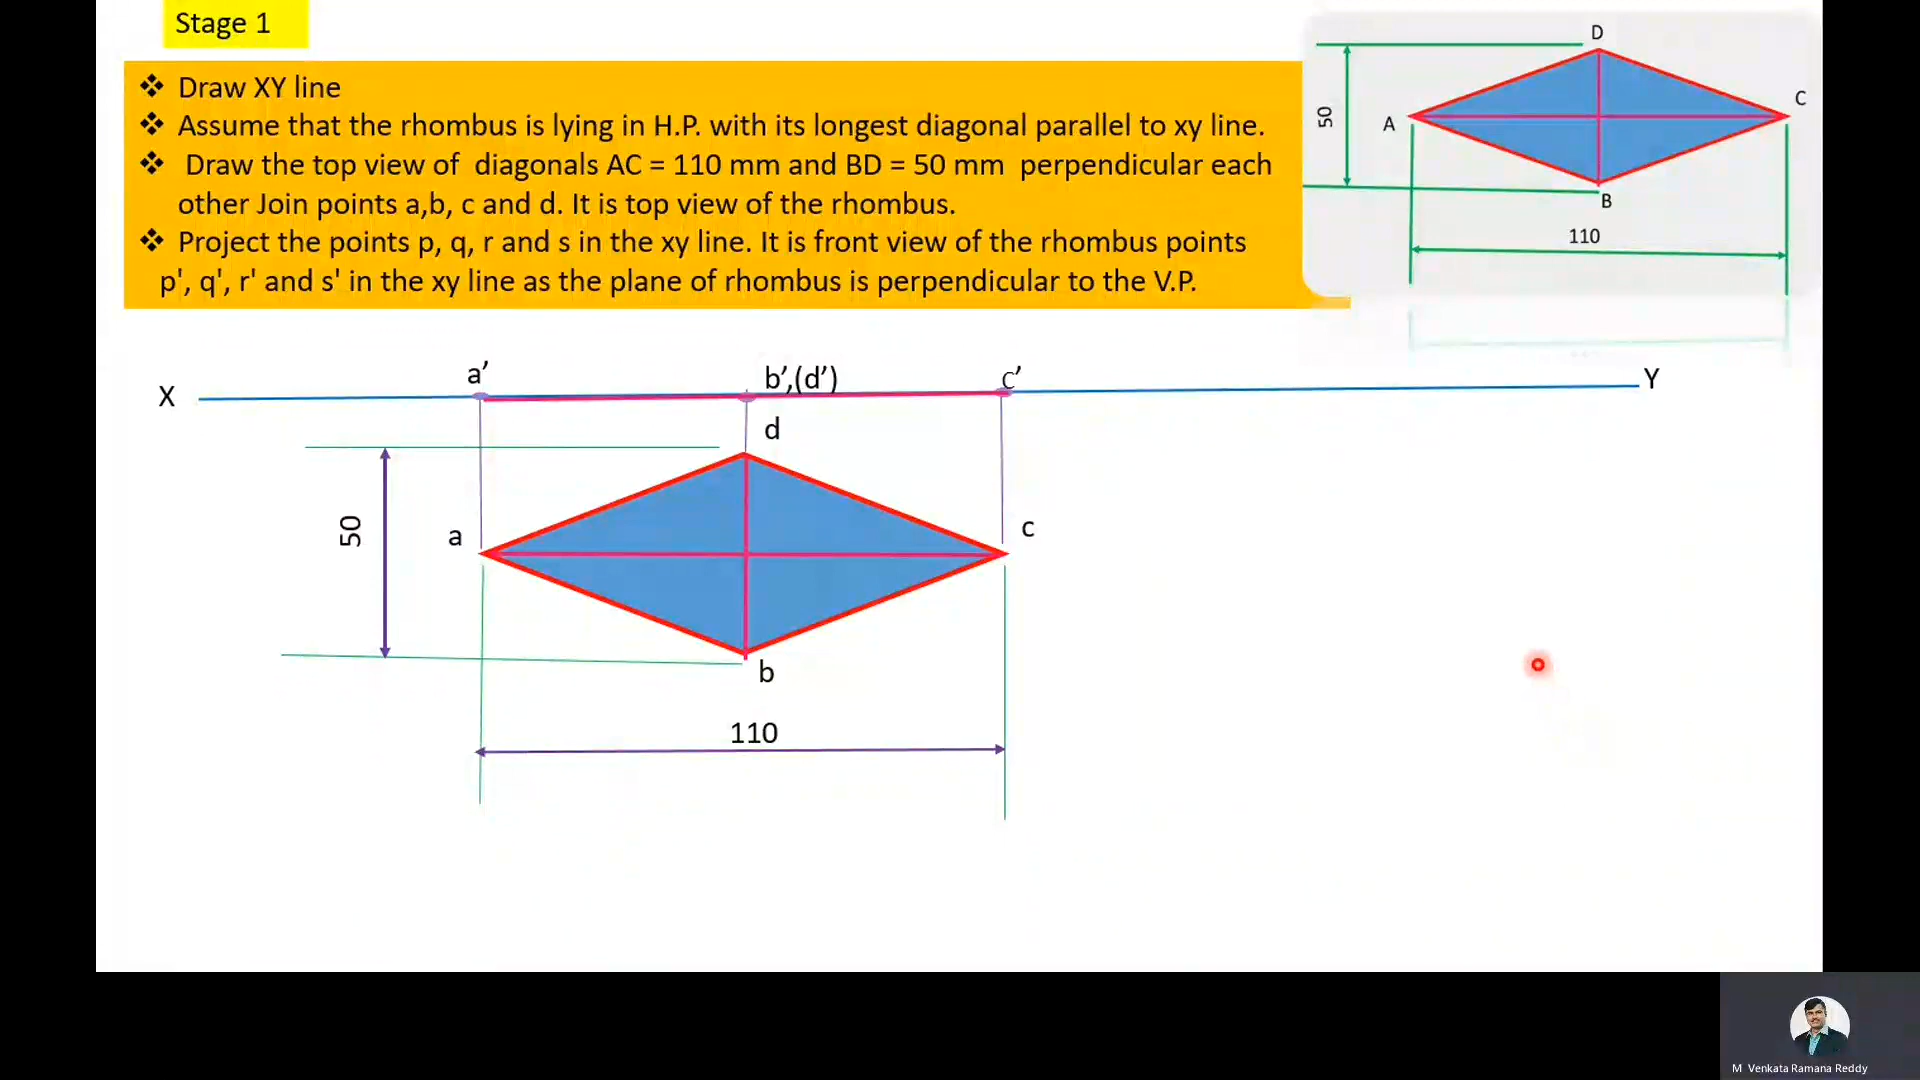 Stage 1
❖ Draw XY line
❖ Assume that the rhombus is lying in H.P. with its longest diagonal parallel to xy line.
❖ Draw the top view of diagonals AC = 110 mm and BD = 50 mm perpendicular each
other Join points a,b, c and d. It is top view of the rhombus.
❖ Project the points p, q, r and s in the xy line. It is front view of the rhombus points
p', q', r' and s' in the xy line as the plane of rhombus is perpendicular to the V.P.
D
C
50
A
B
110
a’
b’,(d’)
c’
X
Y
d
50
a
c
b
110
M Venkata Ramana Reddy